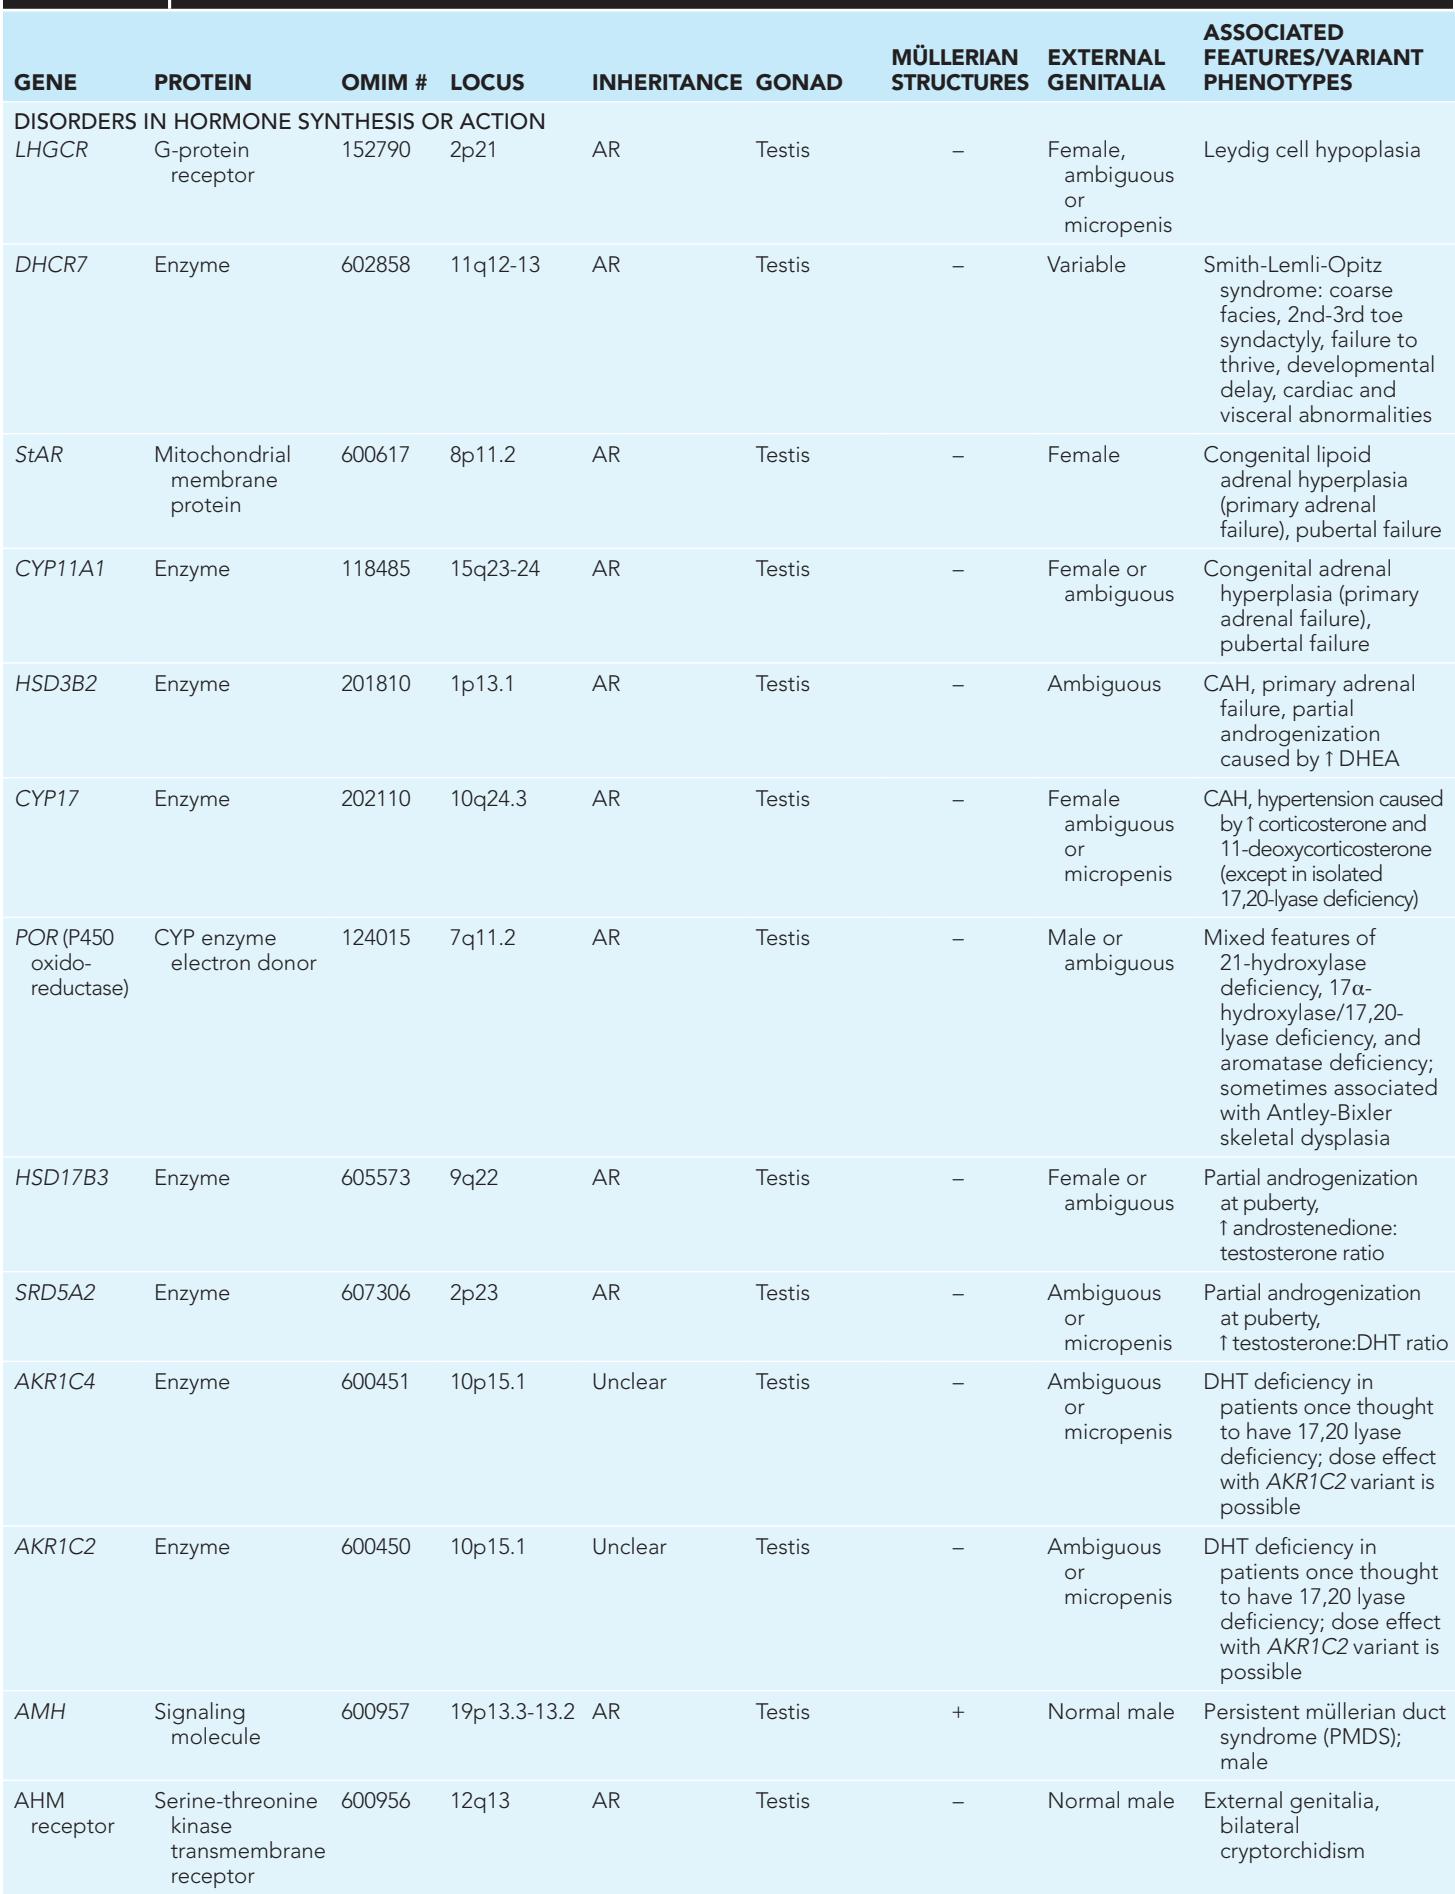 GENE PROTEIN OMIM # LOCUS INHERITANCE GONAD MÜLLERIAN STRUCTURES EXTERNAL GENITALIA ASSOCIATED FEATURES/VARIANT PHENOTYPES
DISORDERS IN HORMONE SYNTHESIS OR ACTION
LHGCR G-protein receptor 152790 2p21 AR Testis – Female, ambiguous or micropenis Leydig cell hypoplasia
DHCR7 Enzyme 602858 11q12-13 AR Testis – Variable Smith-Lemli-Opitz syndrome: coarse facies, 2nd-3rd toe syndactyly, failure to thrive, developmental delay, cardiac and visceral abnormalities
StAR Mitochondrial membrane protein 600617 8p11.2 AR Testis – Female Congenital lipoid adrenal hyperplasia (primary adrenal failure), pubertal failure
CYP11A1 Enzyme 118485 15q23-24 AR Testis – Female or ambiguous Congenital adrenal hyperplasia (primary adrenal failure), pubertal failure
HSD3B2 Enzyme 201810 1p13.1 AR Testis – Ambiguous CAH, primary adrenal failure, partial androgenization caused by ↑ DHEA
CYP17 Enzyme 202110 10q24.3 AR Testis – Female ambiguous or micropenis CAH, hypertension caused by ↑ corticosterone and 11-deoxycorticosterone (except in isolated 17,20-lyase deficiency)
POR (P450 oxido-reductase) CYP enzyme electron donor 124015 7q11.2 AR Testis – Male or ambiguous Mixed features of 21-hydroxylase deficiency, 17α-hydroxylase/17,20-lyase deficiency, and aromatase deficiency; sometimes associated with Antley-Bixler skeletal dysplasia
HSD17B3 Enzyme 605573 9q22 AR Testis – Female or ambiguous Partial androgenization at puberty, ↑ androstenedione: testosterone ratio
SRD5A2 Enzyme 607306 2p23 AR Testis – Ambiguous or micropenis Partial androgenization at puberty, ↑ testosterone:DHT ratio
AKR1C4 Enzyme 600451 10p15.1 Unclear Testis – Ambiguous or micropenis DHT deficiency in patients once thought to have 17,20 lyase deficiency; dose effect with AKR1C2 variant is possible
AKR1C2 Enzyme 600450 10p15.1 Unclear Testis – Ambiguous or micropenis DHT deficiency in patients once thought to have 17,20 lyase deficiency; dose effect with AKR1C2 variant is possible
AMH Signaling molecule 600957 19p13.3-13.2 AR Testis + Normal male Persistent müllerian duct syndrome (PMDS); male
AHM receptor Serine-threonine kinase transmembrane receptor 600956 12q13 AR Testis – Normal male External genitalia, bilateral cryptorchidism